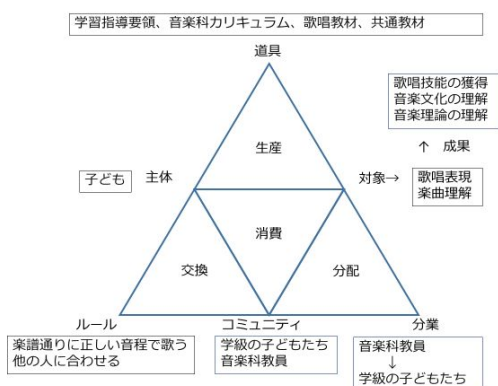 学習指導要領、音楽科カリキュラム、歌唱教材、共通教材
道具
歌唱技能の獲得
音楽文化の理解
音楽理論の理解
↑ 成果
生産
子ども
主体
対象→
歌唱表現
楽曲理解
消費
交換
分配
ルール
コミュニティ
分業
楽譜通りに正しい音程で歌う
他の人に合わせる
学級の子どもたち
音楽科教員
音楽科教員
↓
学級の子どもたち